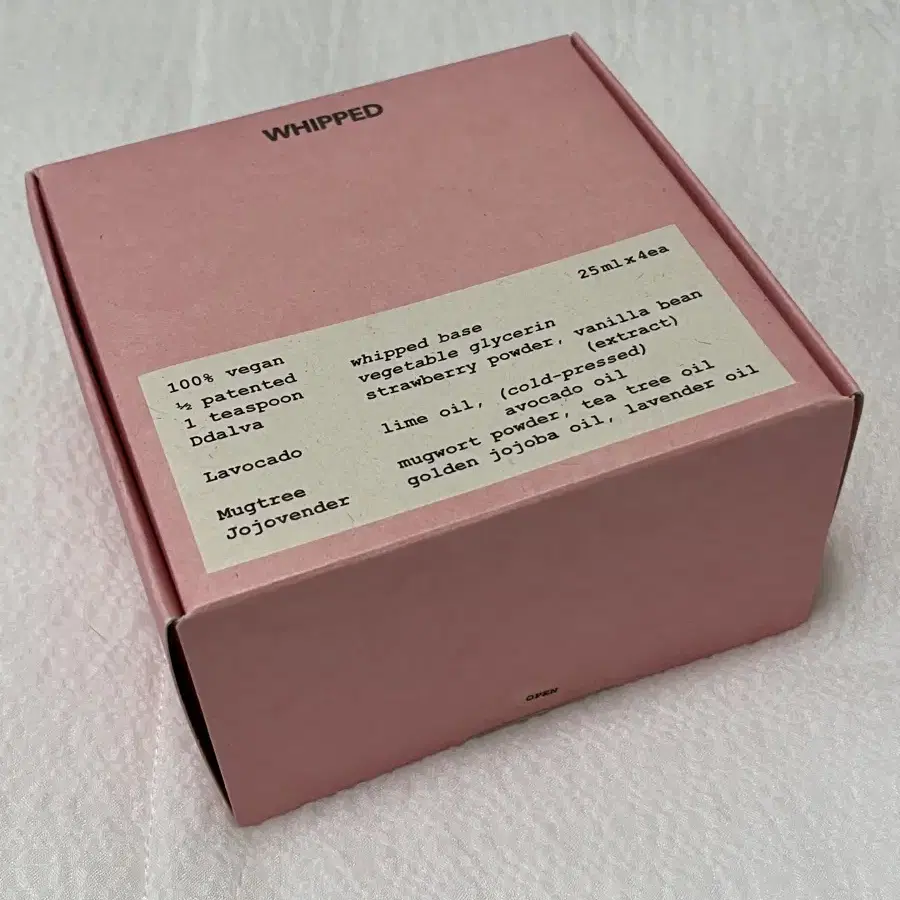 WHIPPED
25ml x 4ea
100% vegan whipped base
½ patented vegetable glycerin
1 teaspoon strawberry powder, vanilla bean
Ddalva (extract)
lime oil, (cold-pressed)
Lavocado avocado oil
mugwort powder, tea tree oil
Mugtree golden jojoba oil, lavender oil
Jojovender
OPEN